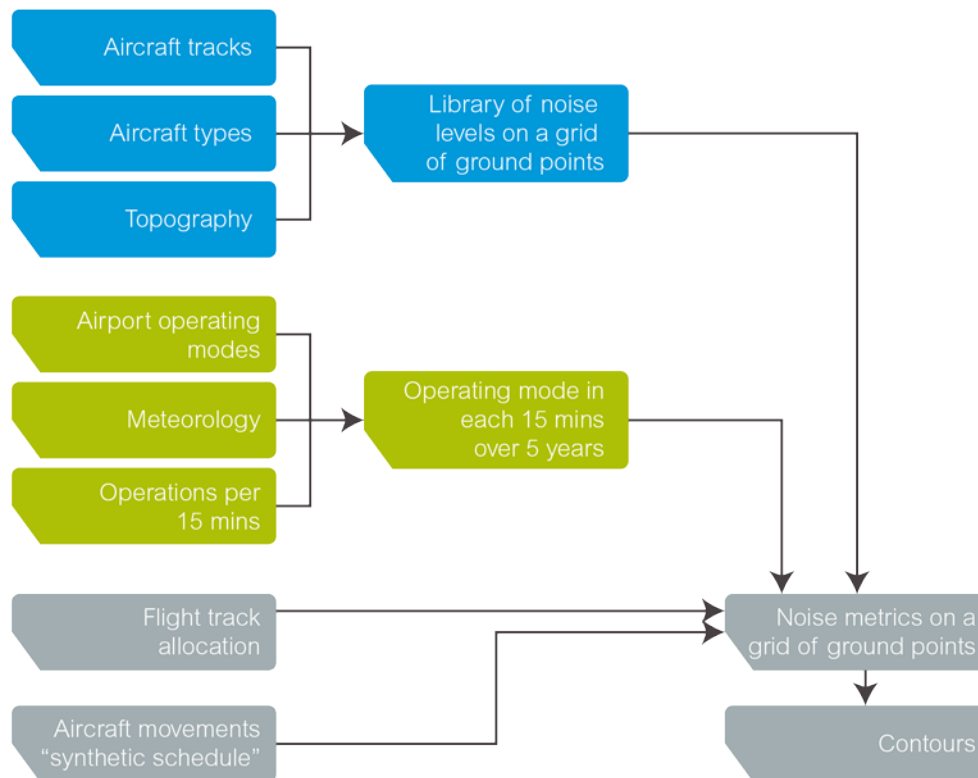 Aircraft tracks
Aircraft types
Topography
Library of noise
levels on a grid
of ground points
Airport operating
modes
Meteorology
Operations per
15 mins
Operating mode in
each 15 mins
over 5 years
Flight track
allocation
Aircraft movements
“synthetic schedule”
Noise metrics on a
grid of ground points
Contours